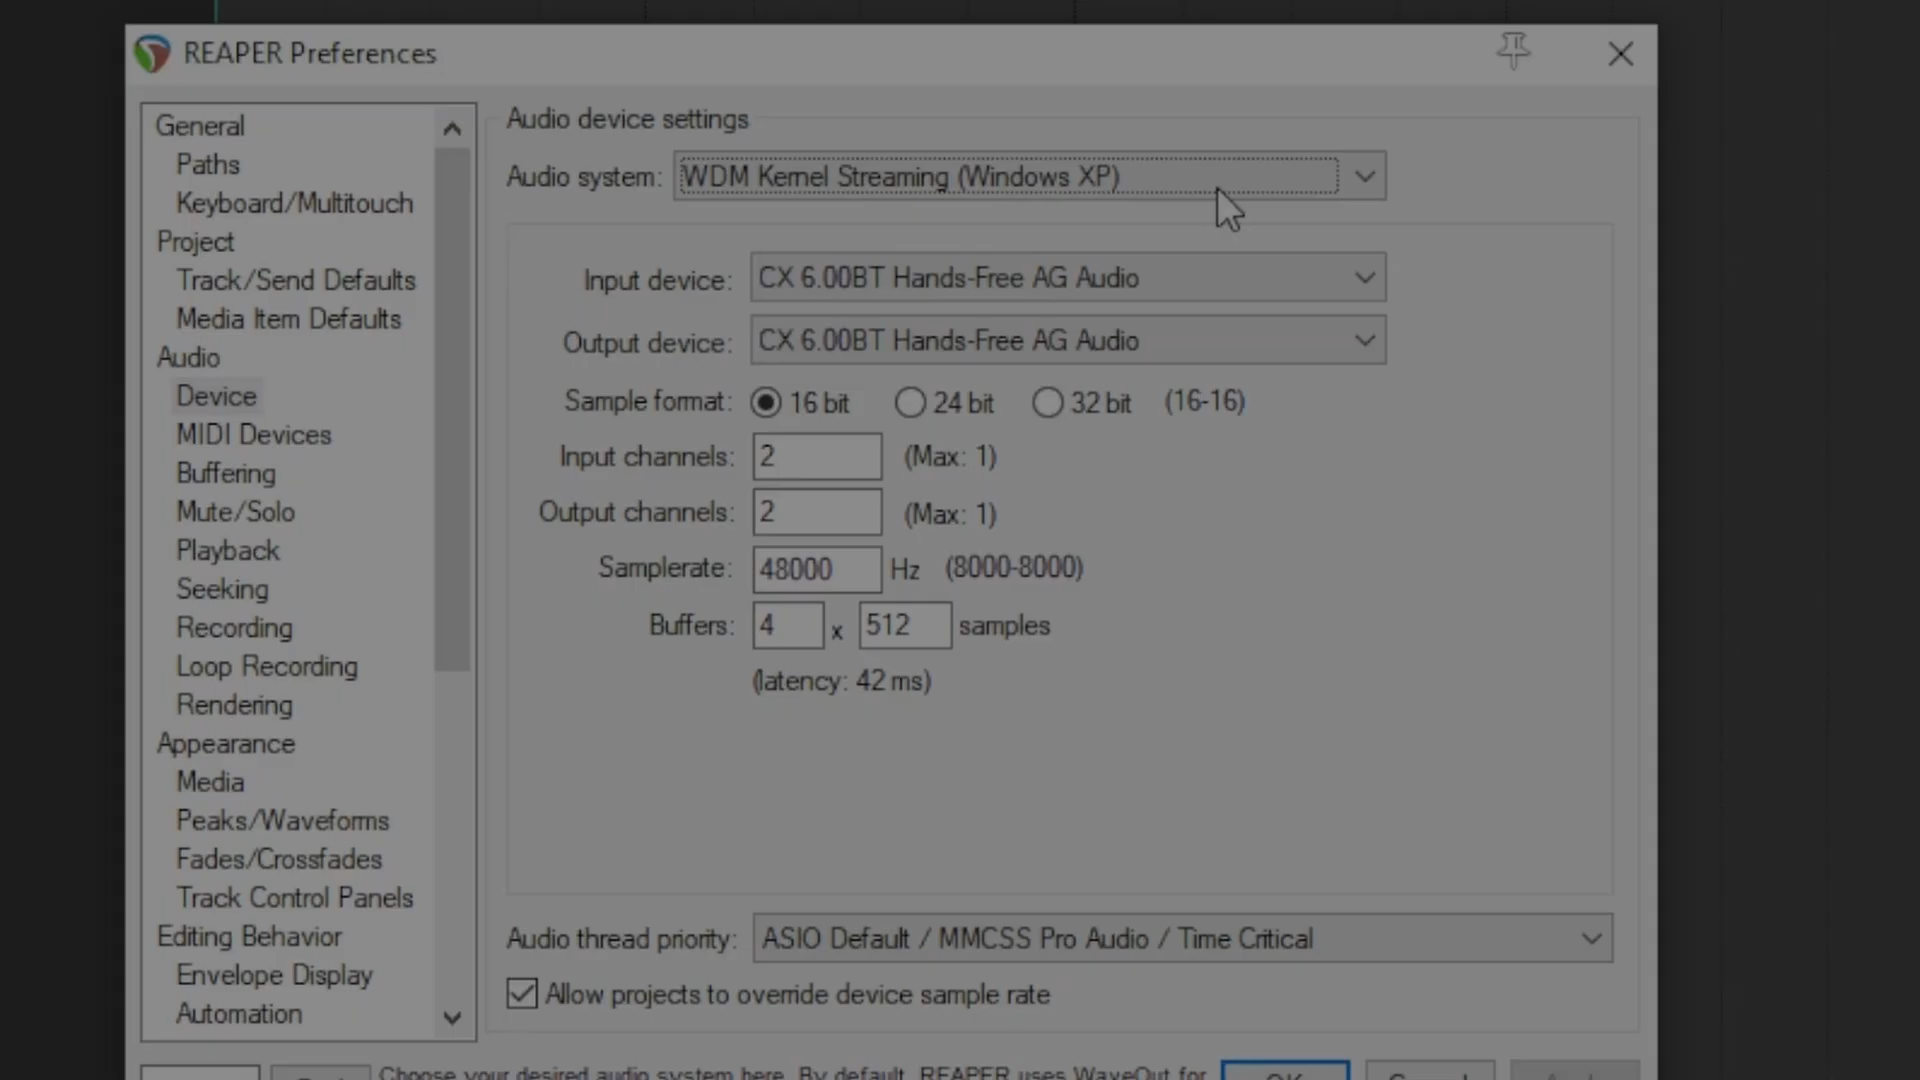 REAPER Preferences
General
Paths
Keyboard/Multitouch
Project
Track/Send Defaults
Media Item Defaults
Audio
Device
MIDI Devices
Buffering
Mute/Solo
Playback
Seeking
Recording
Loop Recording
Rendering
Appearance
Media
Peaks/Waveforms
Fades/Crossfades
Track Control Panels
Editing Behavior
Envelope Display
Automation
Audio device settings
Audio system: WDM Kernel Streaming (Windows XP)
Input device: CX 6.00BT Hands-Free AG Audio
Output device: CX 6.00BT Hands-Free AG Audio
Sample format: 16 bit 24 bit 32 bit (16-16)
Input channels: 2 (Max: 1)
Output channels: 2 (Max: 1)
Samplerate: 48000 Hz (8000-8000)
Buffers: 4 x 512 samples
(latency: 42 ms)
Audio thread priority: ASIO Default / MMCSS Pro Audio / Time Critical
Allow projects to override device sample rate
Choose your desired audio system here. By default, REAPER uses WaveOut for
OK